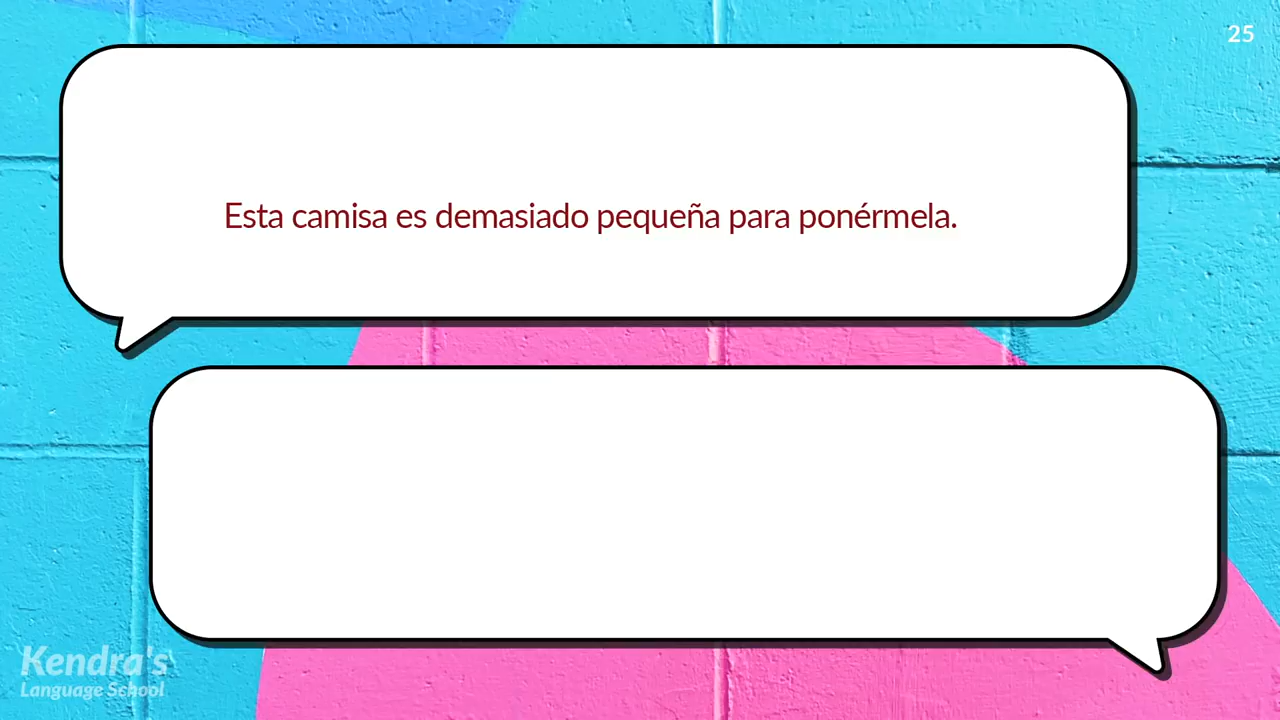 25
Esta camisa es demasiado pequeña para ponérmela.
Kendra's
Language School